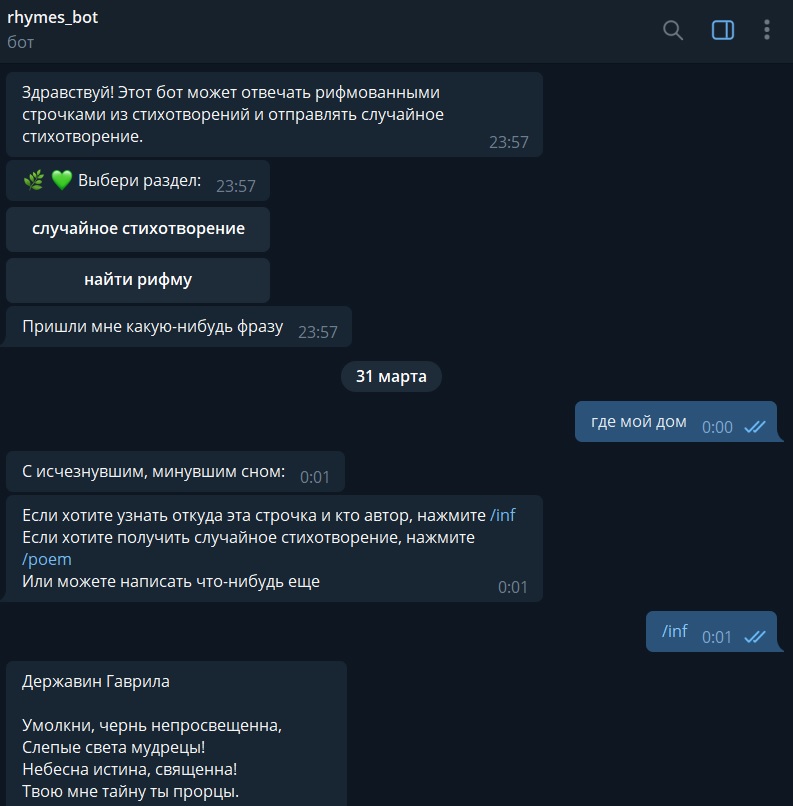 rhymes_bot
бот
Здравствуй! Этот бот может отвечать рифмованными
строчками из стихотворений и отправлять случайное
стихотворение.
23:57
🌿 💚 Выбери раздел: 23:57
случайное стихотворение
найти рифму
Пришли мне какую-нибудь фразу 23:57
31 марта
где мой дом 0:00
С исчезнувшим, минувшим сном: 0:01
Если хотите узнать откуда эта строчка и кто автор, нажмите /inf
Если хотите получить случайное стихотворение, нажмите
/poem
Или можете написать что-нибудь еще 0:01
/inf 0:01
Державин Гаврила
Умолкни, чернь непросвещенна,
Слепые света мудрецы!
Небесна истина, священна!
Твою мне тайну ты прорцы.